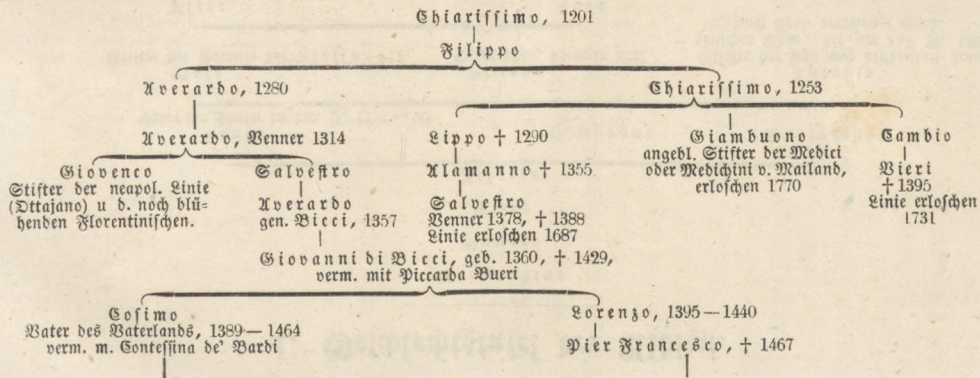 Chiarissimo, 1201
Filippo
Averardo, 1280
Chiarissimo, 1253
Averardo, Venner 1314
Lippo † 1290
Giambuono
angebl. Stifter der Medici
oder Medichini v. Mailand,
erloschen 1770
Cambio
Vieri
† 1395
Linie erloschen
1731
Giovenco
Stifter der neapol. Linie
(Ottajano) u. d. noch blü-
henden Florentinischen.
Salvestro
Averardo
gen. Bicci, 1357
Alamanno † 1355
Salvestro
Venner 1378, † 1388
Linie erloschen 1687
Giovanni di Bicci, geb. 1360, † 1429,
verm. mit Piccarda Bueri
Cosimo
Vater des Vaterlands, 1389—1464
verm. m. Contessina de' Bardi
Lorenzo, 1395—1440
Pier Francesco, † 1467